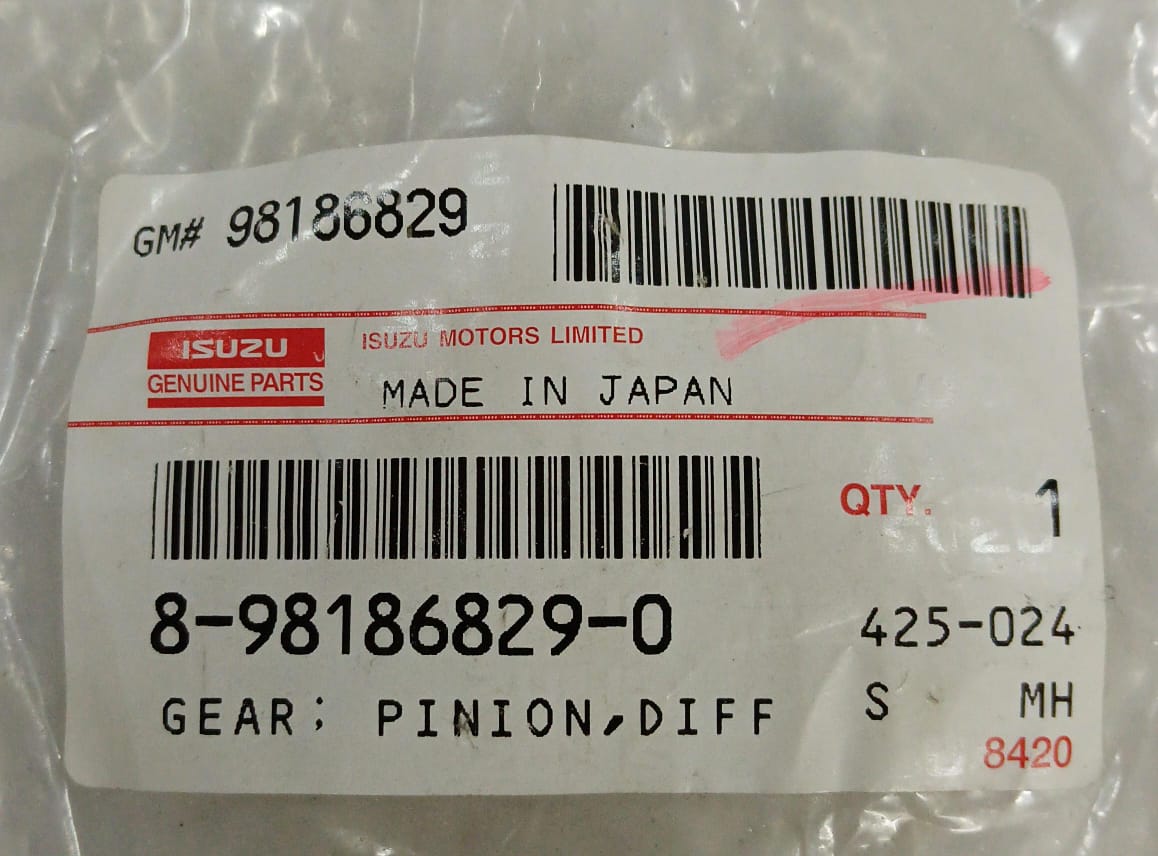 GM# 98186829
ISUZU
GENUINE PARTS
ISUZU MOTORS LIMITED
MADE IN JAPAN
QTY. 1
8-98186829-0
425-024
GEAR; PINION,DIFF
S MH
8420